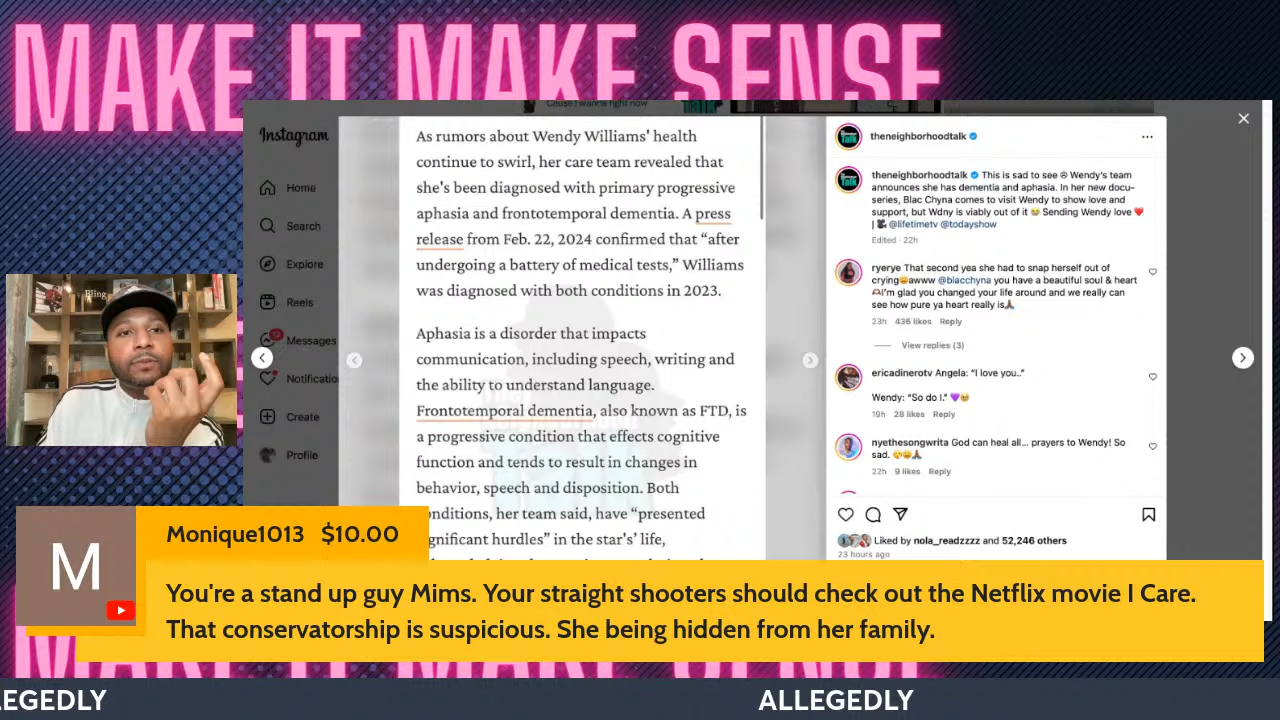 MAKE IT MAKE SENSE
Cause I wanna fight now
Instagram
Home
Search
Explore
Reels
Messages
Notificatio
Create
Profile
Bling
As rumors about Wendy Williams' health
continue to swirl, her care team revealed that
she's been diagnosed with primary progressive
aphasia and frontotemporal dementia. A press
release from Feb. 22, 2024 confirmed that “after
undergoing a battery of medical tests,” Williams
was diagnosed with both conditions in 2023.
Aphasia is a disorder that impacts
communication, including speech, writing and
the ability to understand language.
Frontotemporal dementia, also known as FTD, is
a progressive condition that effects cognitive
function and tends to result in changes in
behavior, speech and disposition. Both
onditions, her team said, have “presented
gnificant hurdles” in the star's life,
theneighborhoodtalk
theneighborhoodtalk This is sad to see ☹ Wendy's team
announces she has dementia and aphasia. In her new docu-
series, Blac Chyna comes to visit Wendy to show love and
support, but Wdny is viably out of it 😢 Sending Wendy love ❤️
| 🎥 @lifetimetv @todayshow
Edited · 22h
ryerye That second yea she had to snap herself out of
crying😩awww @blacchyna you have a beautiful soul & heart
🫶🏾I'm glad you changed your life around and we really can
see how pure ya heart really is🙏🏾
23h 436 likes Reply
View replies (3)
ericadinerotv Angela: “I love you..”
Wendy: “So do I.” 💜🥹
19h 28 likes Reply
nyethesongwrita God can heal all... prayers to Wendy! So
sad. 😢😩🙏🏾
22h 9 likes Reply
Liked by nola_readzzzz and 52,246 others
23 hours ago
M
Monique1013 $10.00
You're a stand up guy Mims. Your straight shooters should check out the Netflix movie I Care.
That conservatorship is suspicious. She being hidden from her family.
MAKE IT MAKE SENSE
LEGEDLY
ALLEGEDLY